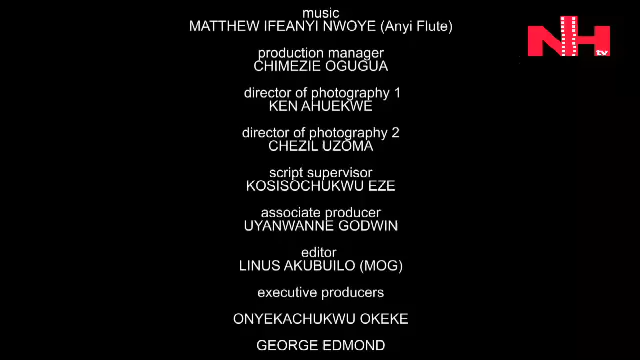 music
MATTHEW IFEANYI NWOYE (Anyi Flute)
production manager
CHIMEZIE OGUGUA
director of photography 1
KEN AHUEKWE
director of photography 2
CHEZIL UZOMA
script supervisor
KOSISOCHUKWU EZE
associate producer
UYANWANNE GODWIN
editor
LINUS AKUBUILO (MOG)
executive producers
ONYEKACHUKWU OKEKE
GEORGE EDMOND
NH
tv